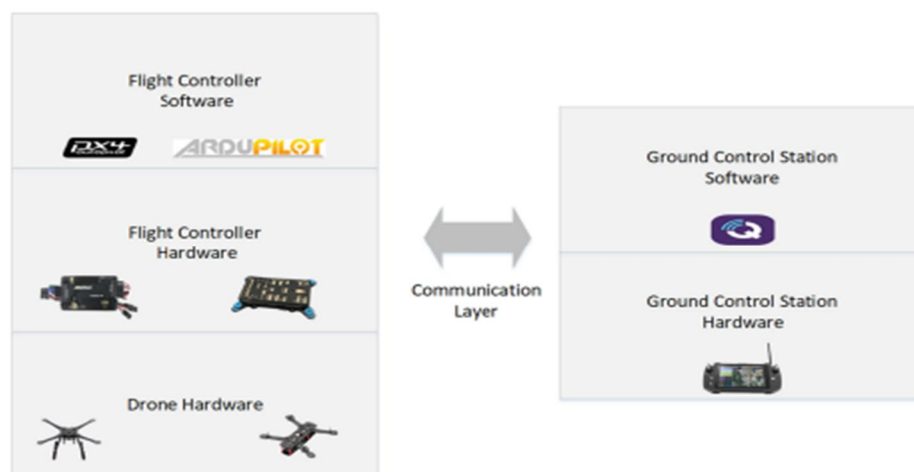 Flight Controller
Software
PX4
ARDUPILOT
Flight Controller
Hardware
Drone Hardware
Communication
Layer
Ground Control Station
Software
Ground Control Station
Hardware